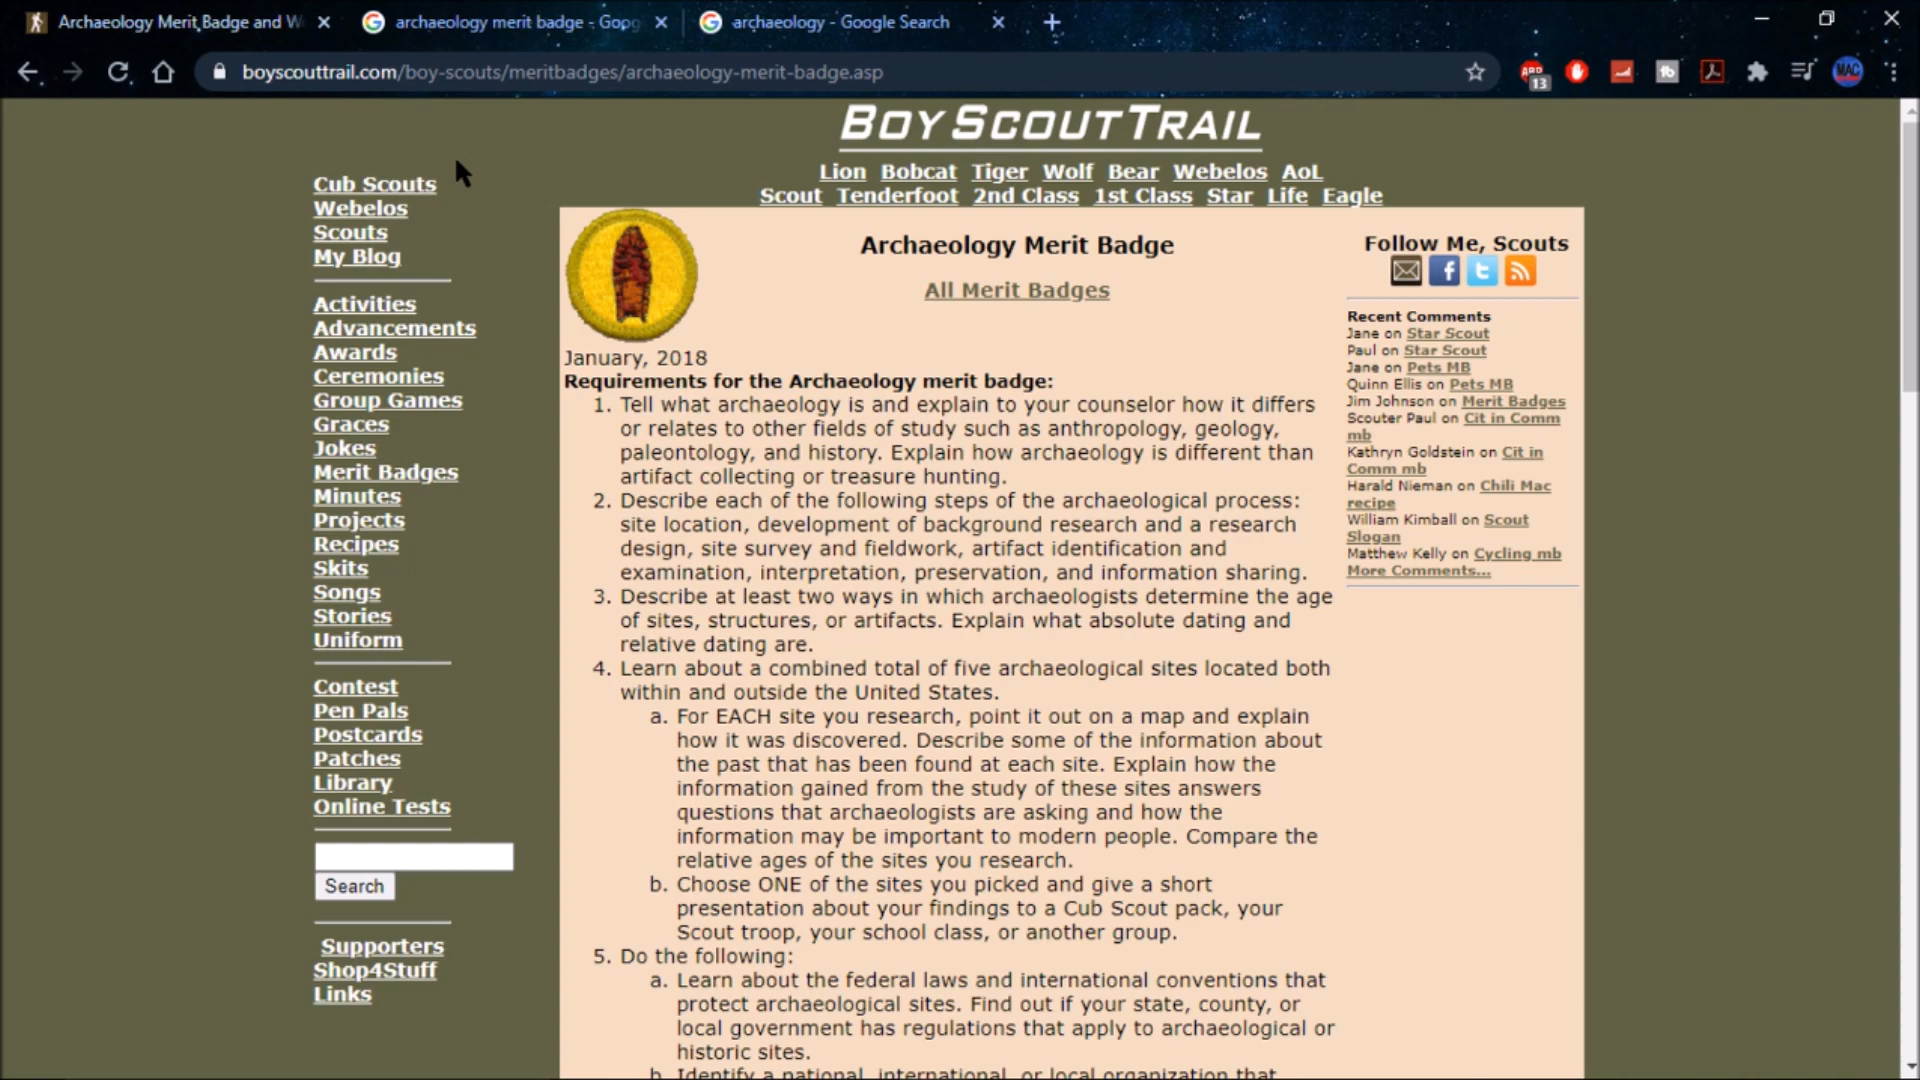 Archaeology Merit Badge and W
archaeology merit badge - Goog
archaeology - Google Search
boyscouttrail.com/boy-scouts/meritbadges/archaeology-merit-badge.asp
ABP
13
MAC
BOYSCOUTTRAIL
Lion Bobcat Tiger Wolf Bear Webelos AoL
Scout Tenderfoot 2nd Class 1st Class Star Life Eagle
Cub Scouts
Webelos
Scouts
My Blog
Activities
Advancements
Awards
Ceremonies
Group Games
Graces
Jokes
Merit Badges
Minutes
Projects
Recipes
Skits
Songs
Stories
Uniform
Contest
Pen Pals
Postcards
Patches
Library
Online Tests
Search
Supporters
Shop4Stuff
Links
Archaeology Merit Badge
All Merit Badges
January, 2018
Requirements for the Archaeology merit badge:
1. Tell what archaeology is and explain to your counselor how it differs
or relates to other fields of study such as anthropology, geology,
paleontology, and history. Explain how archaeology is different than
artifact collecting or treasure hunting.
2. Describe each of the following steps of the archaeological process:
site location, development of background research and a research
design, site survey and fieldwork, artifact identification and
examination, interpretation, preservation, and information sharing.
3. Describe at least two ways in which archaeologists determine the age
of sites, structures, or artifacts. Explain what absolute dating and
relative dating are.
4. Learn about a combined total of five archaeological sites located both
within and outside the United States.
a. For EACH site you research, point it out on a map and explain
how it was discovered. Describe some of the information about
the past that has been found at each site. Explain how the
information gained from the study of these sites answers
questions that archaeologists are asking and how the
information may be important to modern people. Compare the
relative ages of the sites you research.
b. Choose ONE of the sites you picked and give a short
presentation about your findings to a Cub Scout pack, your
Scout troop, your school class, or another group.
5. Do the following:
a. Learn about the federal laws and international conventions that
protect archaeological sites. Find out if your state, county, or
local government has regulations that apply to archaeological or
historic sites.
b. Identify a national, international, or local organization that
Follow Me, Scouts
Recent Comments
Jane on Star Scout
Paul on Star Scout
Jane on Pets MB
Quinn Ellis on Pets MB
Jim Johnson on Merit Badges
Scouter Paul on Cit in Comm
mb
Kathryn Goldstein on Cit in
Comm mb
Harald Nieman on Chili Mac
recipe
William Kimball on Scout
Slogan
Matthew Kelly on Cycling mb
More Comments...